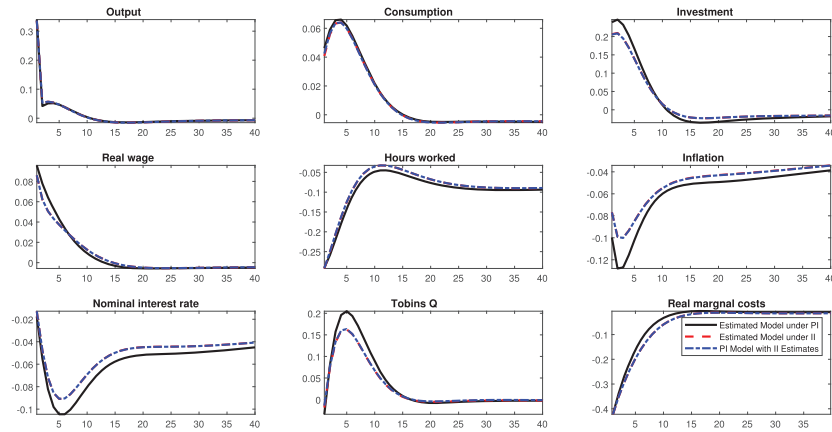 Output
0.3
0.2
0.1
0
5 10 15 20 25 30 35 40
Consumption
0.06
0.04
0.02
0
5 10 15 20 25 30 35 40
Investment
0.2
0.15
0.1
0.05
0
5 10 15 20 25 30 35 40
Real wage
0.08
0.06
0.04
0.02
0
5 10 15 20 25 30 35 40
Hours worked
-0.05
-0.1
-0.15
-0.2
-0.25
5 10 15 20 25 30 35 40
Inflation
-0.04
-0.06
-0.08
-0.1
-0.12
5 10 15 20 25 30 35 40
Nominal interest rate
-0.02
-0.04
-0.06
-0.08
-0.1
5 10 15 20 25 30 35 40
Tobins Q
0.2
0.15
0.1
0.05
0
5 10 15 20 25 30 35 40
Real margnal costs
-0.1
-0.2
-0.3
-0.4
5 10 15 20 25 30 35
Estimated Model under PI
Estimated Model under II
PI Model with II Estimates